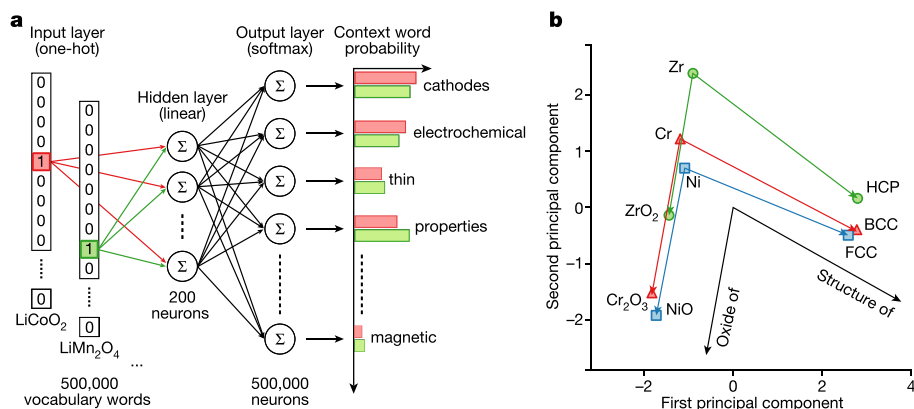 a
Input layer
(one-hot)
Output layer
(softmax)
Context word
probability
Hidden layer
(linear)
0
0
0
0
1
0
0
0
0
0
LiCoO₂
0
0
0
0
0
0
0
1
0
0
LiMn₂O₄
...
500,000
vocabulary words
Σ
Σ
Σ
200
neurons
Σ
Σ
Σ
Σ
Σ
500,000
neurons
cathodes
electrochemical
thin
properties
magnetic
b
Second principal component
2
1
0
−1
−2
−2
0
2
4
First principal component
Zr
Cr
Ni
ZrO₂
Cr₂O₃
NiO
HCP
BCC
FCC
Oxide of
Structure of